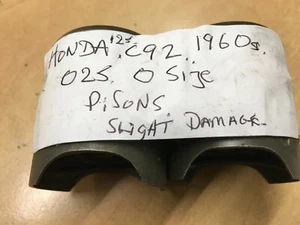 HONDA 125 C92. 1960s.
025. O Size
PiSONS.
SLIGHT DAMAGE.